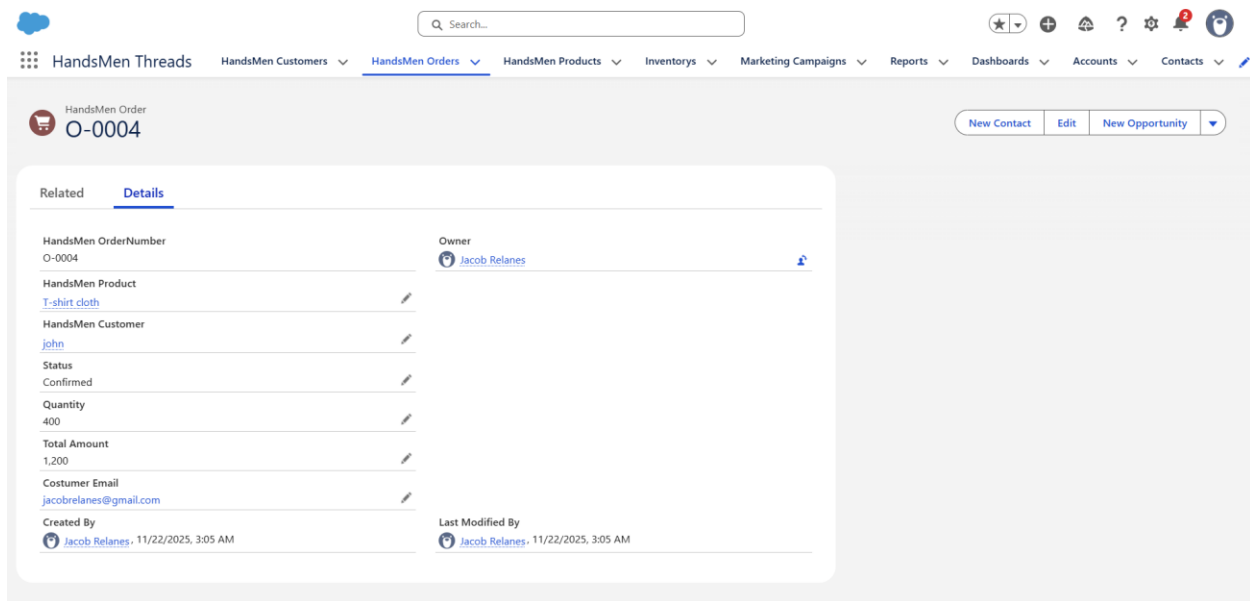 Search...
2
HandsMen Threads HandsMen Customers HandsMen Orders HandsMen Products Inventorys Marketing Campaigns Reports Dashboards Accounts Contacts
HandsMen Order
O-0004
New Contact Edit New Opportunity
Related Details
HandsMen OrderNumber
O-0004
Owner
Jacob Relanes
HandsMen Product
T-shirt cloth
HandsMen Customer
john
Status
Confirmed
Quantity
400
Total Amount
1,200
Costumer Email
jacobrelanes@gmail.com
Created By
Jacob Relanes, 11/22/2025, 3:05 AM
Last Modified By
Jacob Relanes, 11/22/2025, 3:05 AM